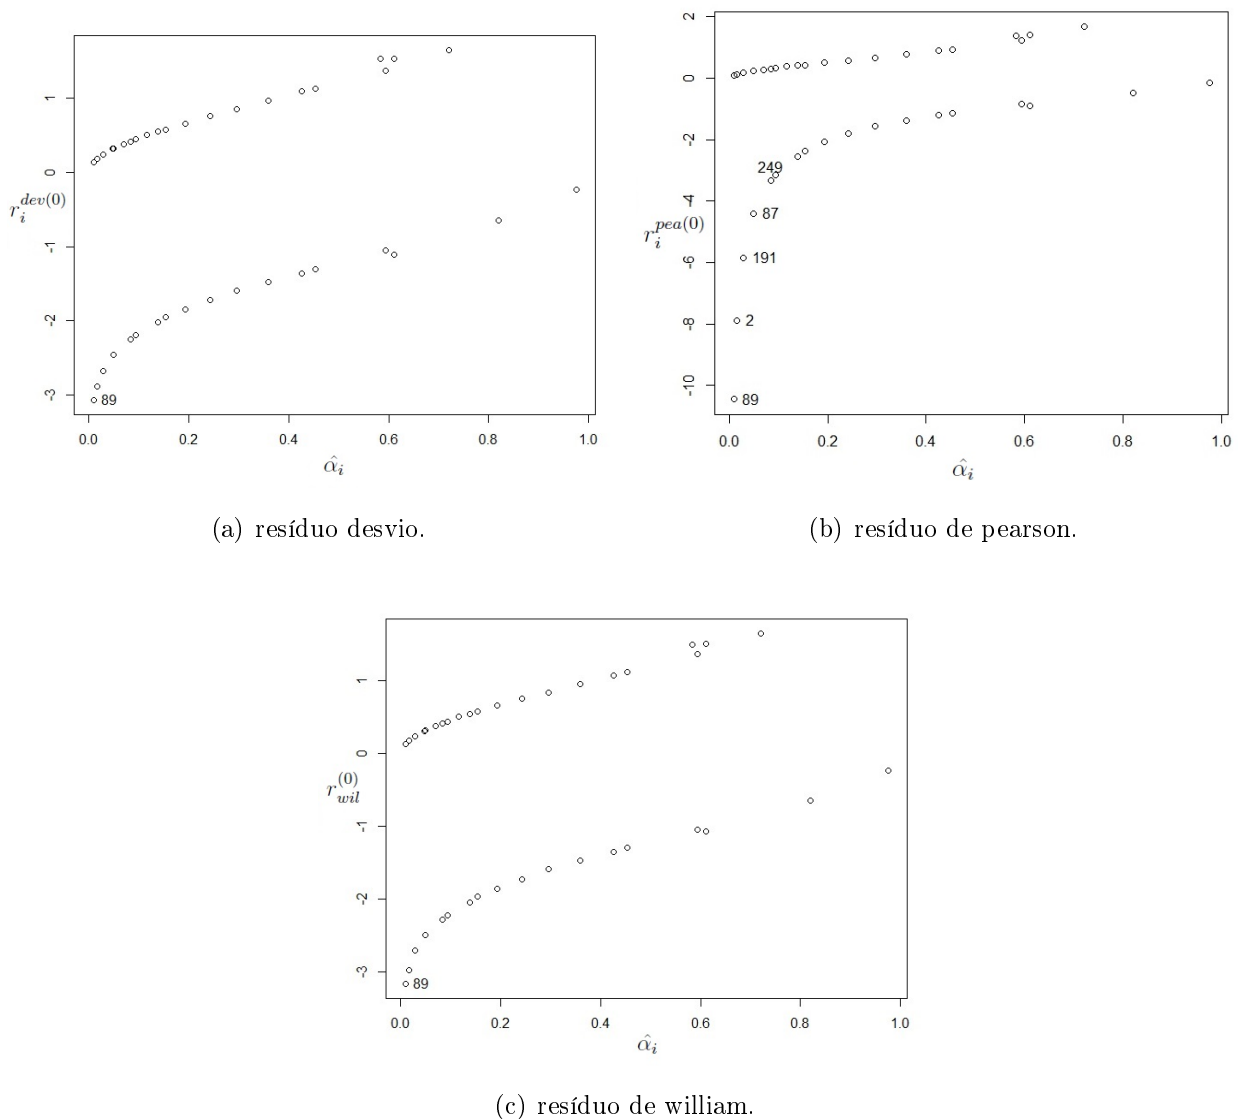 1
0
-1
-2
-3
r_i^{dev(0)}
89
0.0 0.2 0.4 0.6 0.8 1.0
\hat{α}_i
(a) resíduo desvio.
2
0
-2
-4
-6
-8
-10
r_i^{pea(0)}
249
87
191
2
89
0.0 0.2 0.4 0.6 0.8 1.0
\hat{α}_i
(b) resíduo de pearson.
1
0
-1
-2
-3
r_{wil}^{(0)}
89
0.0 0.2 0.4 0.6 0.8 1.0
\hat{α}_i
(c) resíduo de william.